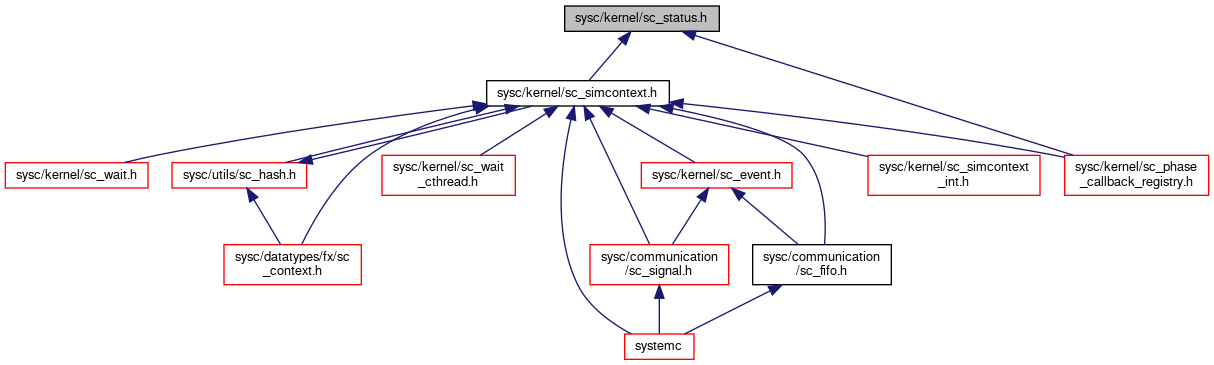 sysc/kernel/sc_status.h
sysc/kernel/sc_simcontext.h
sysc/kernel/sc_wait.h
sysc/utils/sc_hash.h
sysc/kernel/sc_wait
_cthread.h
sysc/kernel/sc_event.h
sysc/kernel/sc_simcontext
_int.h
sysc/kernel/sc_phase
_callback_registry.h
sysc/datatypes/fx/sc
_context.h
sysc/communication
/sc_signal.h
sysc/communication
/sc_fifo.h
systemc